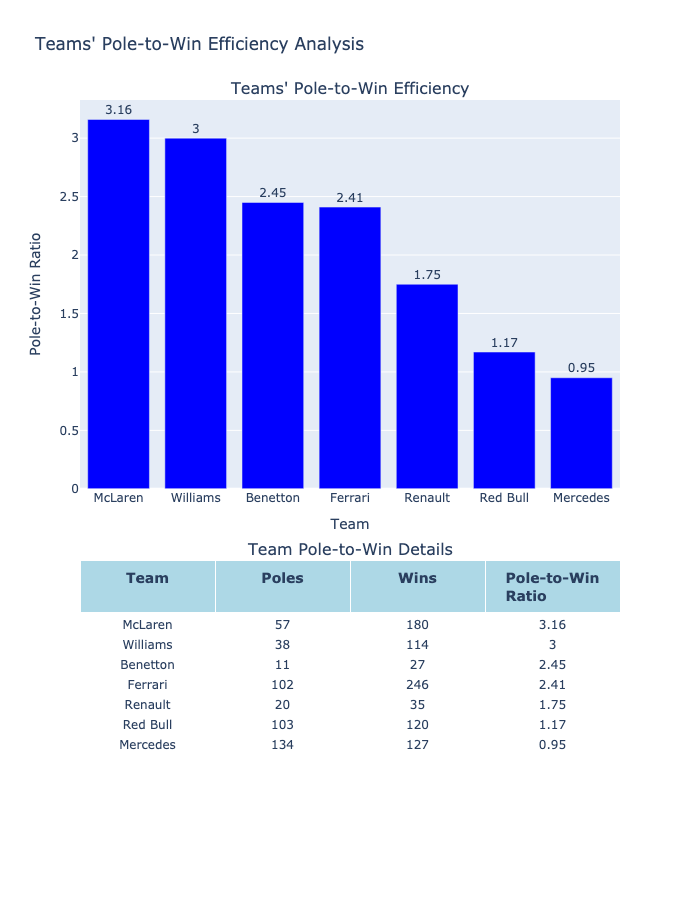 Teams' Pole-to-Win Efficiency Analysis
Teams' Pole-to-Win Efficiency
3.16
3
2.45
2.41
1.75
1.17
0.95
3
2.5
2
1.5
1
0.5
0
Pole-to-Win Ratio
McLaren Williams Benetton Ferrari Renault Red Bull Mercedes
Team
Team Pole-to-Win Details
Team Poles Wins Pole-to-Win
Ratio
McLaren 57 180 3.16
Williams 38 114 3
Benetton 11 27 2.45
Ferrari 102 246 2.41
Renault 20 35 1.75
Red Bull 103 120 1.17
Mercedes 134 127 0.95